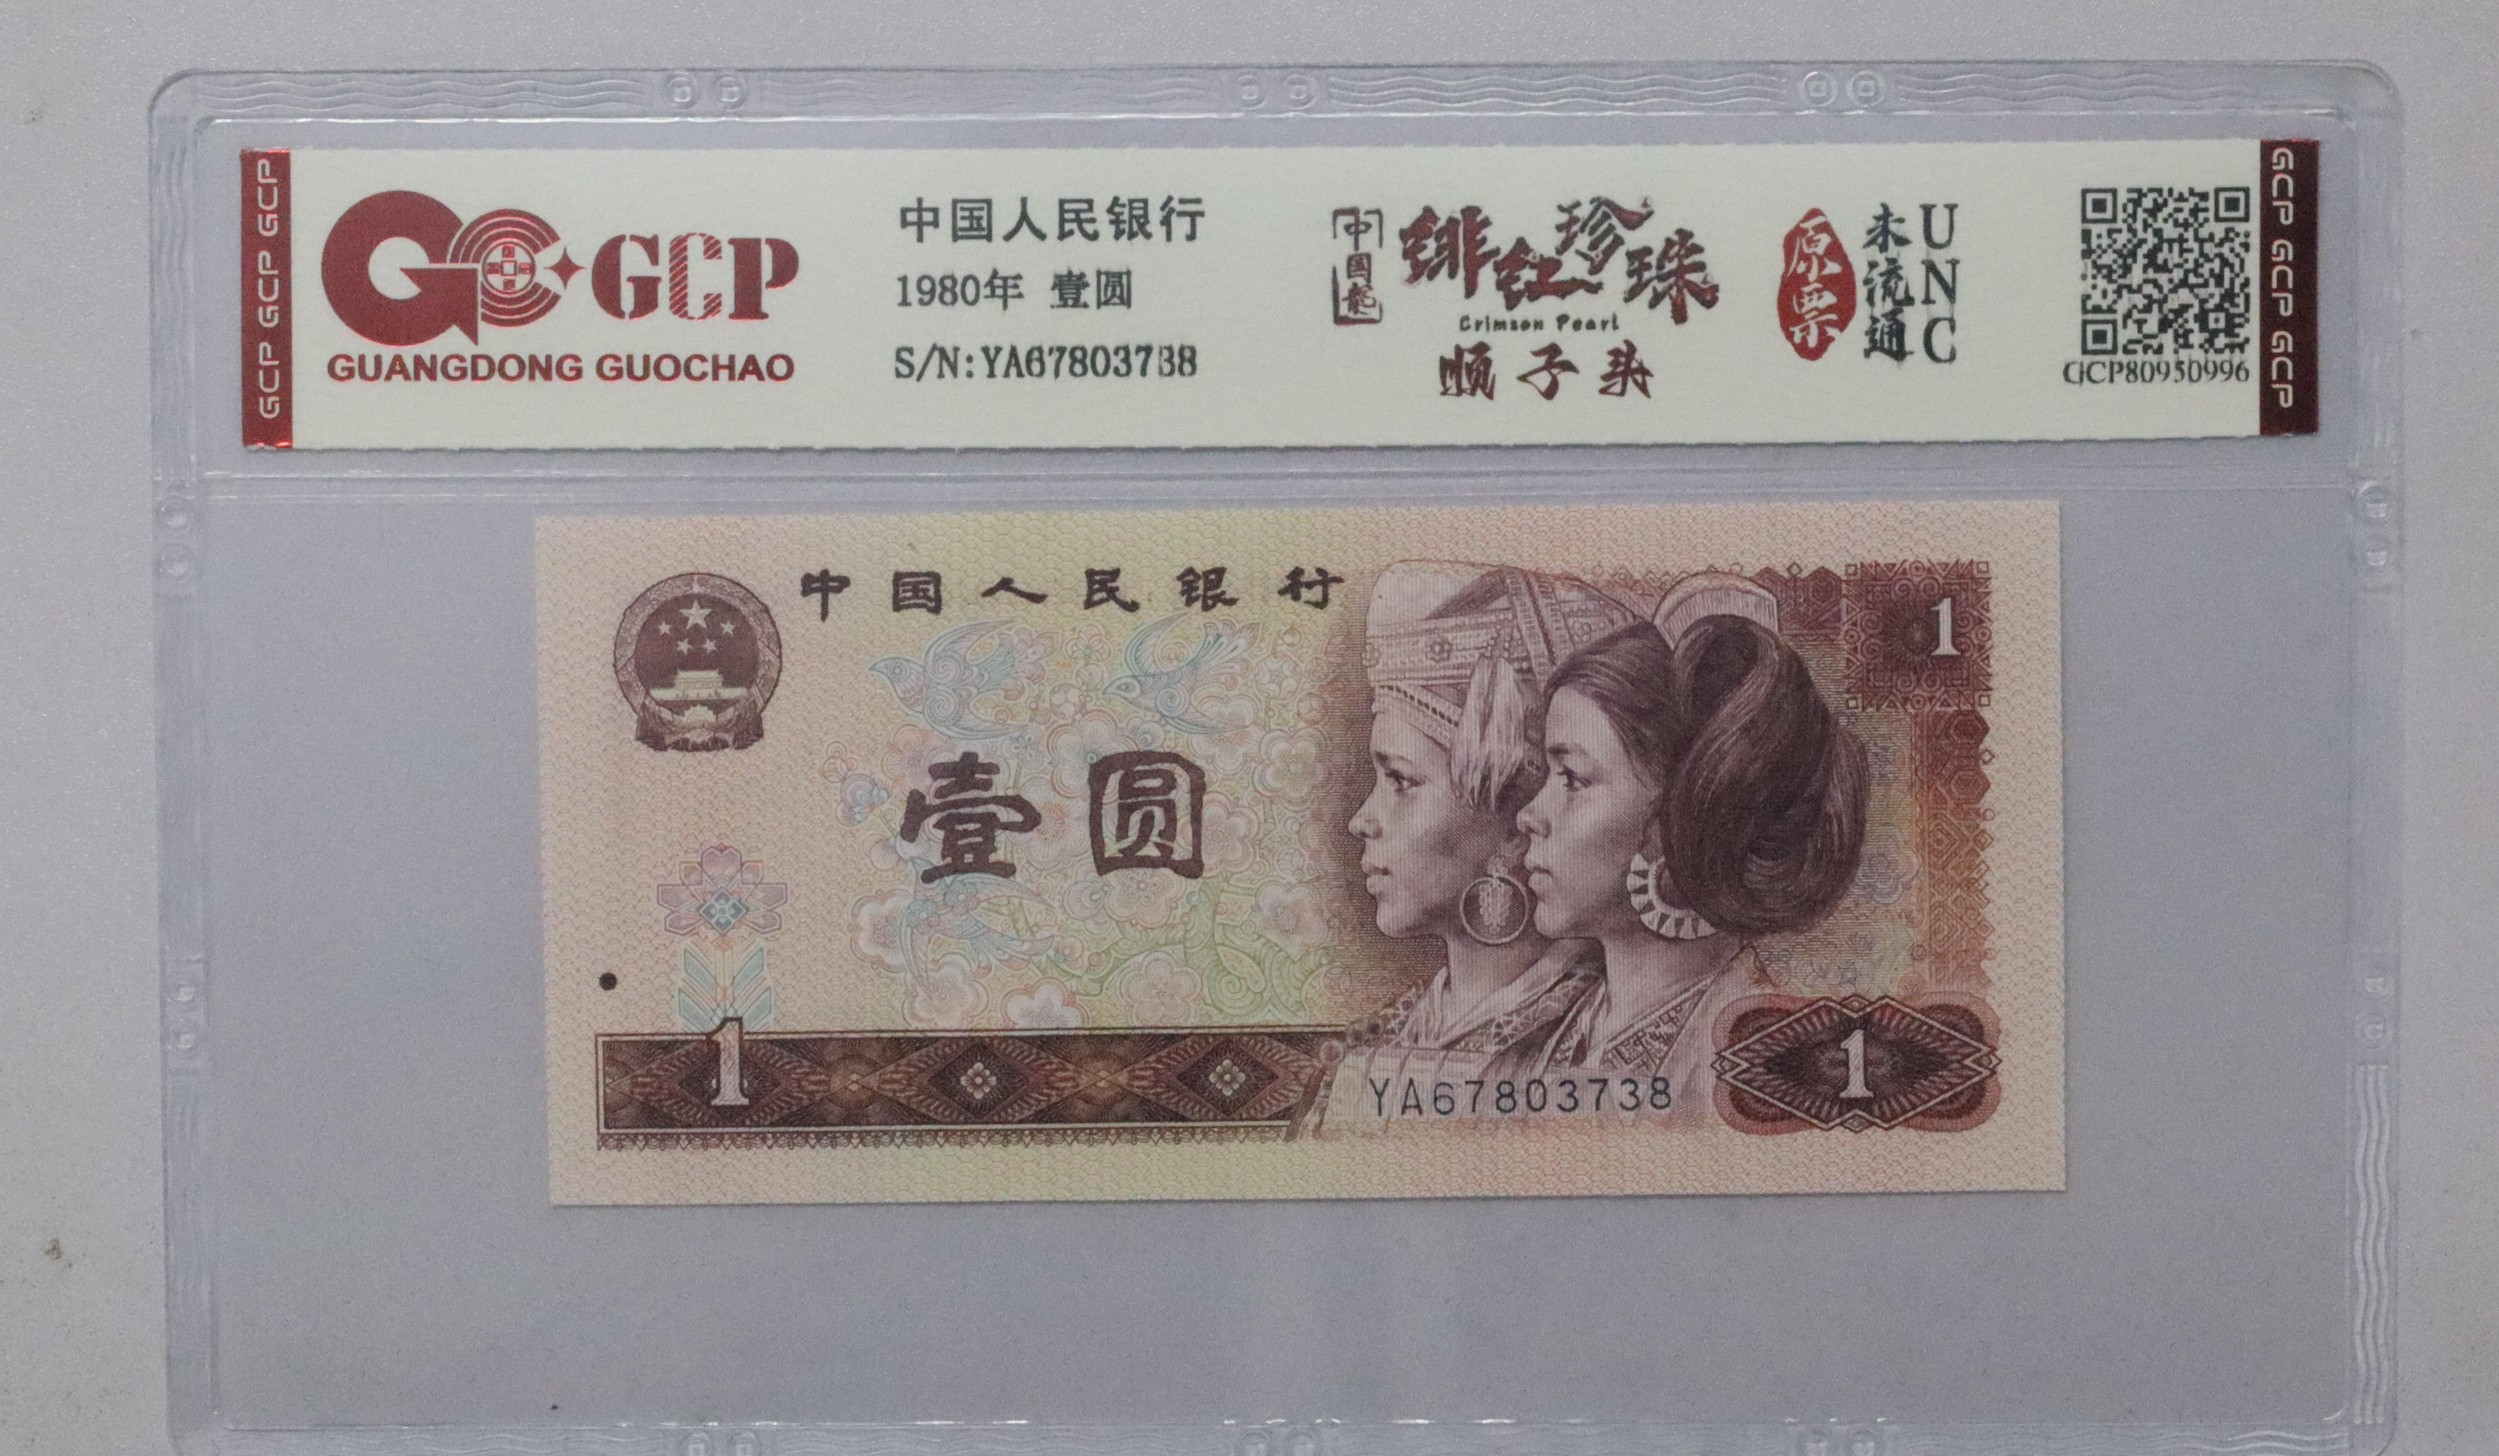 GCP GCP GCP
GCP
GUANGDONG GUOCHAO
中国人民银行
1980年 壹圆
S/N:YA67803738
中国龙
绯红珍珠
Crimson Pearl
顺子头
原票
未流通
UNC
GCP80950996
GCP GCP GCP
中国人民银行
1
壹圆
1
YA67803738
1